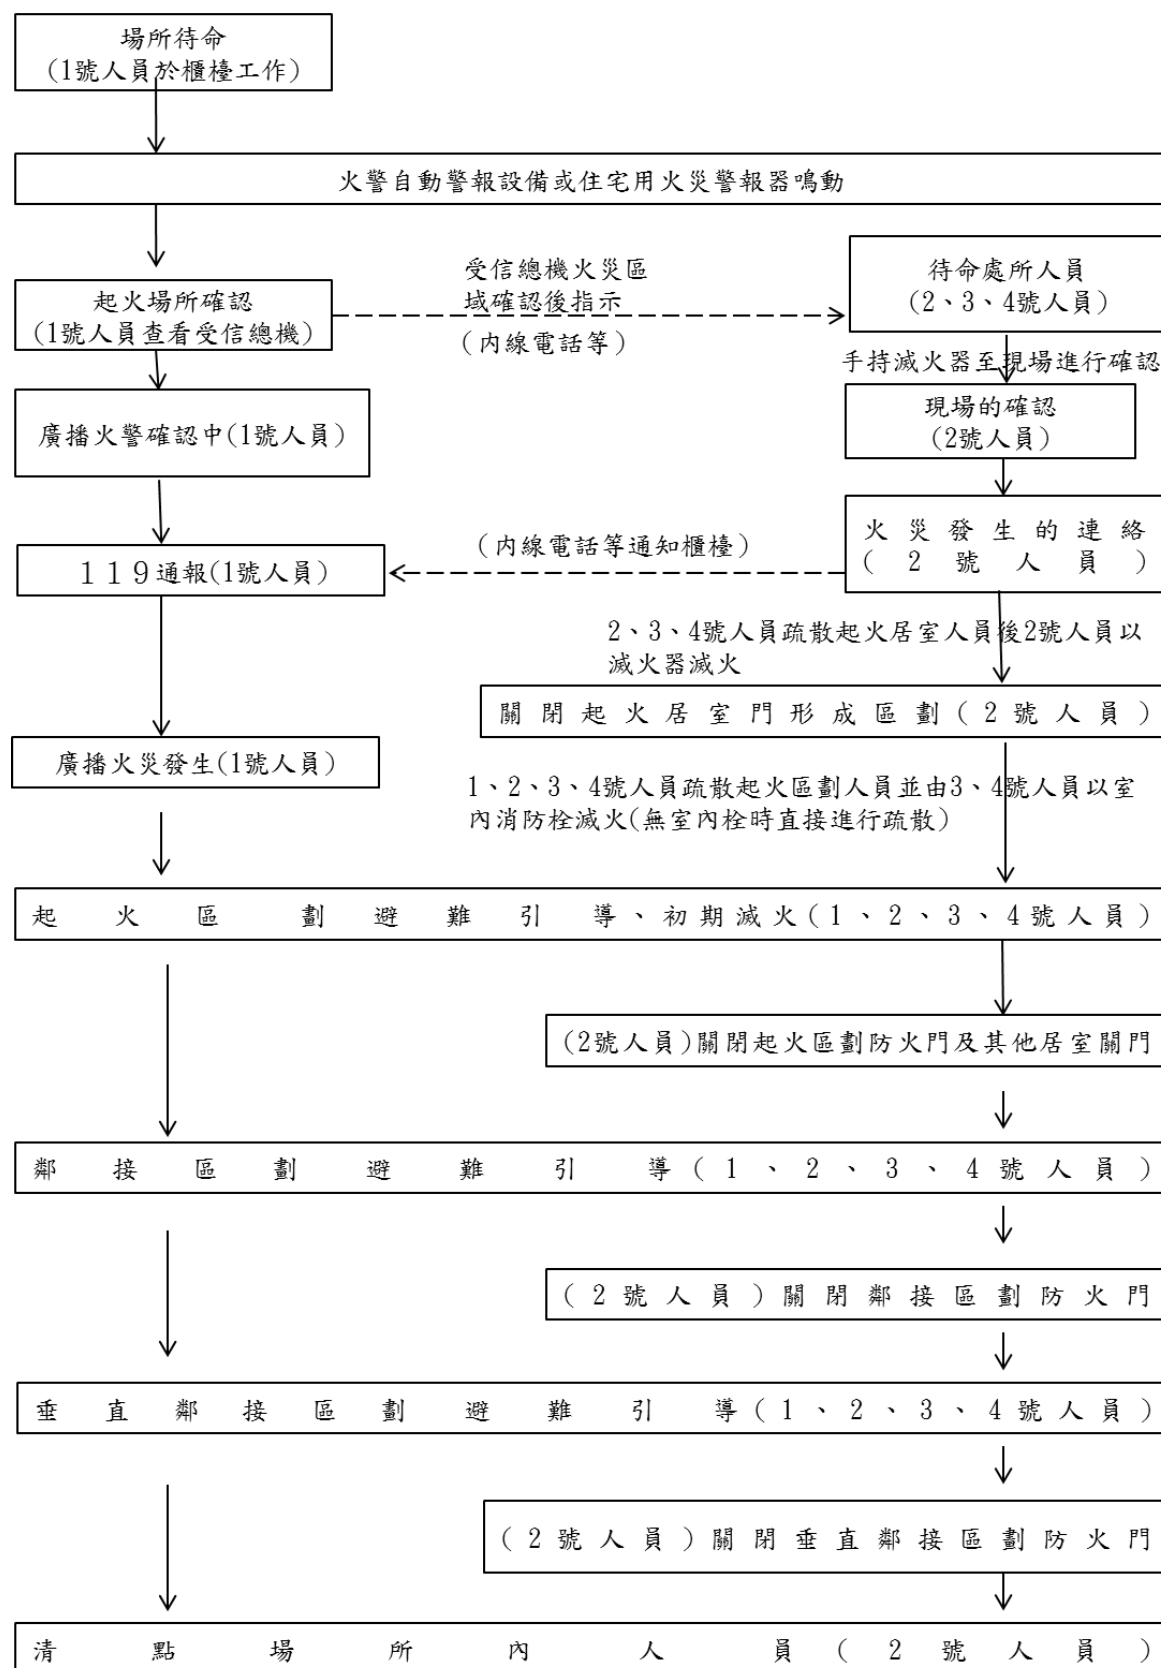 場所待命
(1號人員於櫃檯工作)
火警自動警報設備或住宅用火災警報器鳴動
起火場所確認
(1號人員查看受信總機)
受信總機火災區
域確認後指示
(內線電話等)
待命處所人員
(2、3、4號人員)
手持滅火器至現場進行確認
廣播火警確認中(1號人員)
現場的確認
(2號人員)
火災發生的連絡
(2號人員)
(內線電話等通知櫃檯)
１１９通報(1號人員)
2、3、4號人員疏散起火居室人員後2號人員以
滅火器滅火
關閉起火居室門形成區劃(2號人員)
廣播火災發生(1號人員)
1、2、3、4號人員疏散起火區劃人員並由3、4號人員以室
內消防栓滅火(無室內栓時直接進行疏散)
起火區劃避難引導、初期滅火(1、2、3、4號人員)
(2號人員)關閉起火區劃防火門及其他居室關門
鄰接區劃避難引導(1、2、3、4號人員)
(2號人員)關閉鄰接區劃防火門
垂直鄰接區劃避難引導(1、2、3、4號人員)
(2號人員)關閉垂直鄰接區劃防火門
清點場所內人員(2號人員)